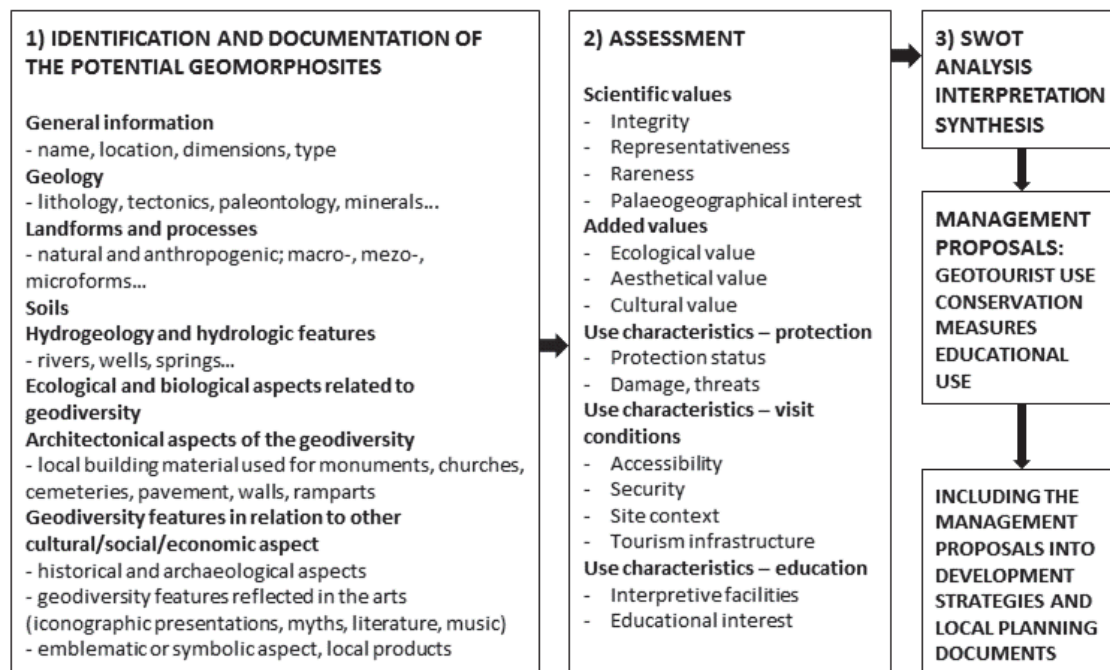 1) IDENTIFICATION AND DOCUMENTATION OF
THE POTENTIAL GEOMORPHOSITES
General information
- name, location, dimensions, type
Geology
- lithology, tectonics, paleontology, minerals...
Landforms and processes
- natural and anthropogenic; macro-, mezo-,
microforms...
Soils
Hydrogeology and hydrologic features
- rivers, wells, springs...
Ecological and biological aspects related to
geodiversity
Architectonical aspects of the geodiversity
- local building material used for monuments, churches,
cemeteries, pavement, walls, ramparts
Geodiversity features in relation to other
cultural/social/economic aspect
- historical and archaeological aspects
- geodiversity features reflected in the arts
(iconographic presentations, myths, literature, music)
- emblematic or symbolic aspect, local products
2) ASSESSMENT
Scientific values
- Integrity
- Representativeness
- Rareness
- Palaeogeographical interest
Added values
- Ecological value
- Aesthetical value
- Cultural value
Use characteristics – protection
- Protection status
- Damage, threats
Use characteristics – visit
conditions
- Accessibility
- Security
- Site context
- Tourism infrastructure
Use characteristics – education
- Interpretive facilities
- Educational interest
3) SWOT
ANALYSIS
INTERPRETATION
SYNTHESIS
MANAGEMENT
PROPOSALS:
GEOTOURIST USE
CONSERVATION
MEASURES
EDUCATIONAL
USE
INCLUDING THE
MANAGEMENT
PROPOSALS INTO
DEVELOPMENT
STRATEGIES AND
LOCAL PLANNING
DOCUMENTS